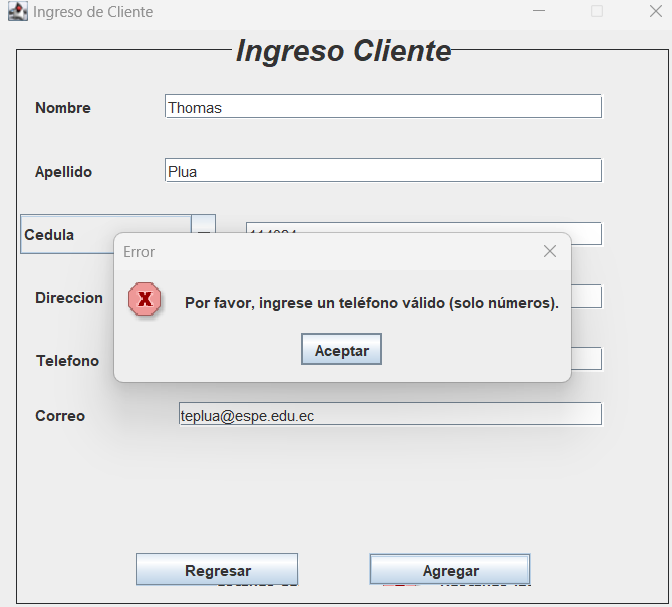 Ingreso de Cliente
Ingreso Cliente
Nombre
Thomas
Apellido
Plua
Cedula
Error
Direccion
Por favor, ingrese un teléfono válido (solo números).
Aceptar
Telefono
Correo
teplua@espe.edu.ec
Regresar
Agregar